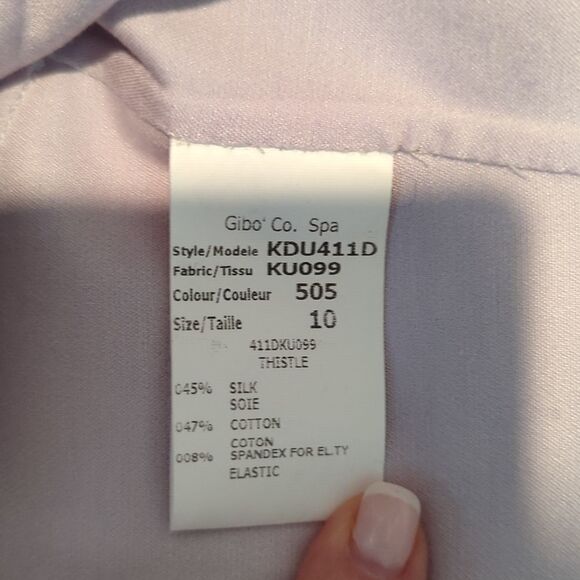 Gibo' Co. Spa
Style/Modele KDU411D
Fabric/Tissu KU099
Colour/Couleur 505
Size/Taille 10
411DKU099
THISTLE
045% SILK
SOIE
047% COTTON
COTON
008% SPANDEX FOR EL.TY
ELASTIC